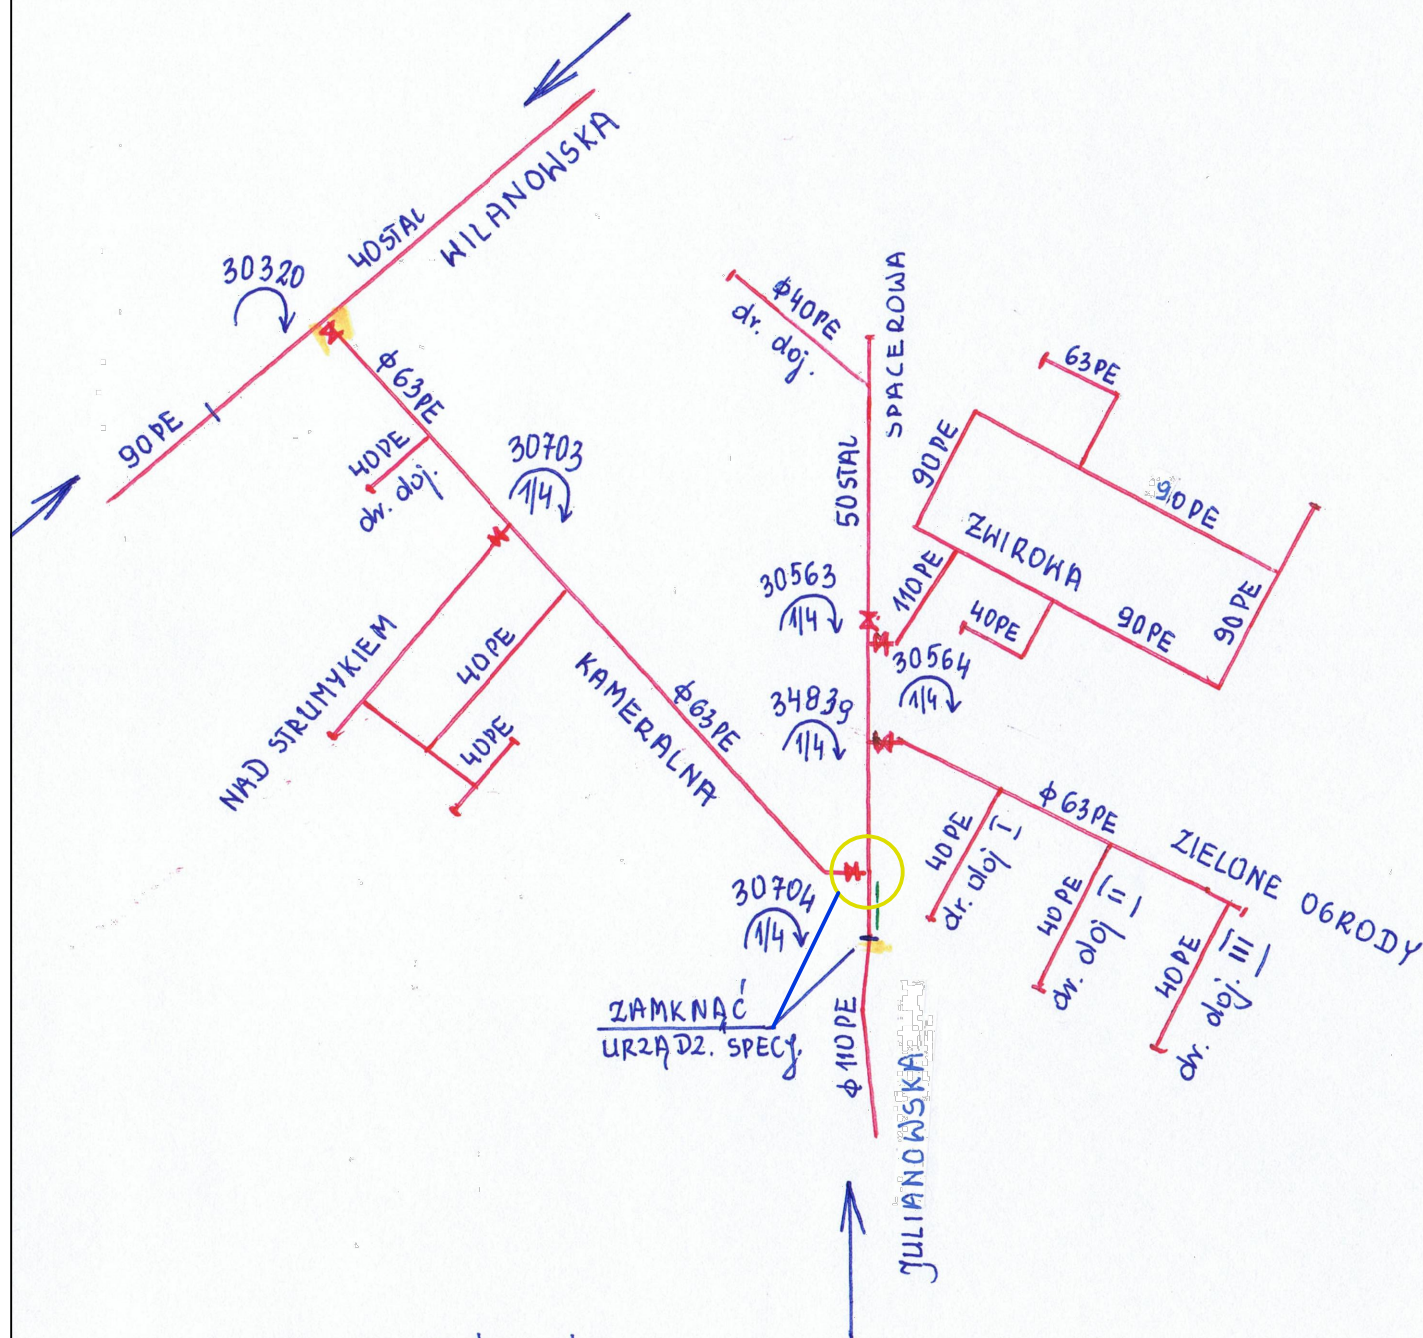 WILANOWSKA
40STAL
30320
90PE
ϕ63PE
40PE
dr. doj.
30703
1/4
NAD STRUMYKIEM
40PE
40PE
KAMERALNA
ϕ63PE
ϕ40PE
dr. doj.
SPACEROWA
50STAL
63PE
90PE
90PE
ŻWIROWA
110PE
40PE
90PE
90PE
30563
1/4
30564
1/4
34839
1/4
ϕ63PE
ZIELONE OGRODY
40PE
dr. doj I
40PE
dr. doj II
40PE
dr. doj. III
30704
1/4
ZAMKNĄĆ
URZĄDZ. SPECJ.
ϕ110PE
JULIANOWSKA